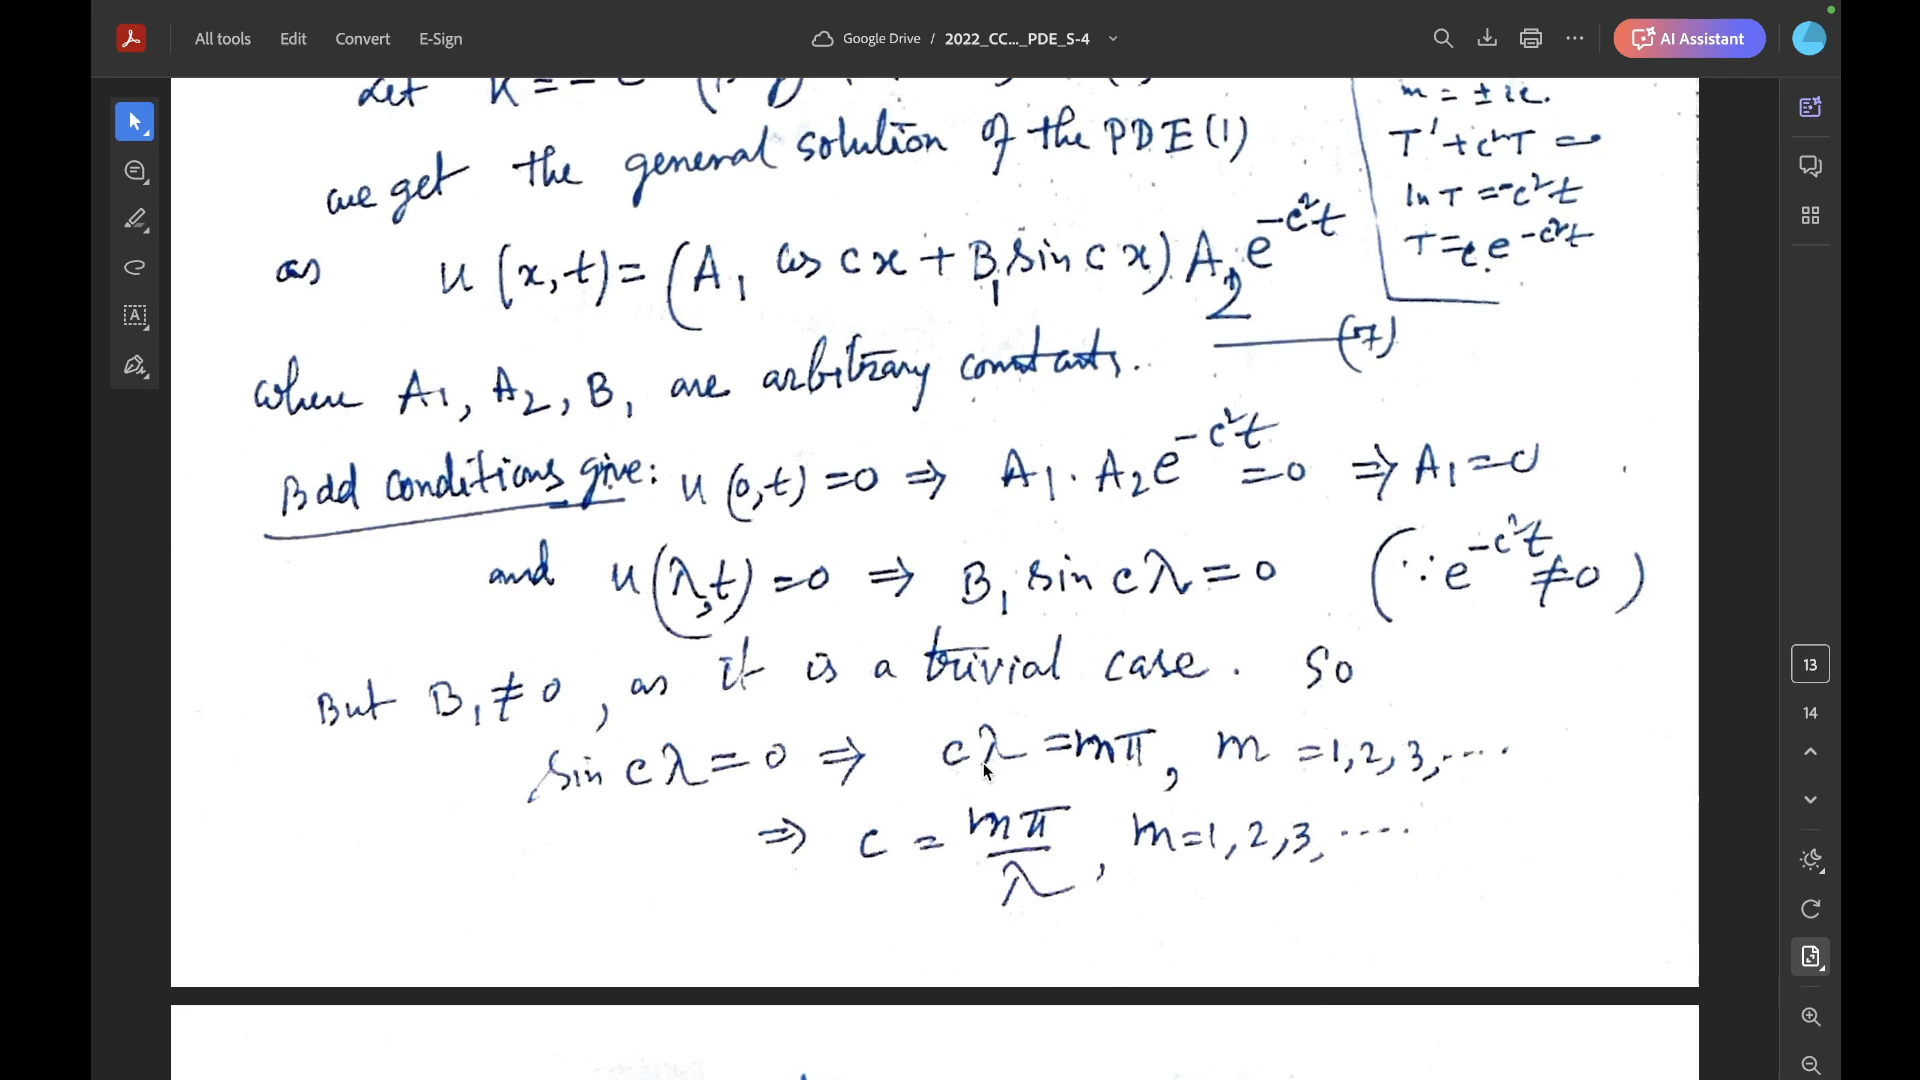 All tools Edit Convert E-Sign Google Drive / 2022_CC..._PDE_S-4 AI Assistant
Let K = - c
m = ± ic.
we get the general solution of the PDE (1)
T' + c²T = 0
ln T = -c²t
T = c.e^{-c²t}
as u(x,t) = (A₁ cos cx + B₁ sin cx) A₂ e^{-c²t}
(7)
where A₁, A₂, B₁ are arbitrary constants.
Bdd conditions give: u(0,t) = 0 ⇒ A₁ . A₂ e^{-c²t} = 0 ⇒ A₁ = 0
and u(λ,t) = 0 ⇒ B₁ sin cλ = 0 (∵ e^{-c²t} ≠ 0)
But B₁ ≠ 0, as it is a trivial case. So
sin cλ = 0 ⇒ cλ = mπ, m = 1,2,3,....
⇒ c = mπ/λ, m = 1,2,3,....
13
14